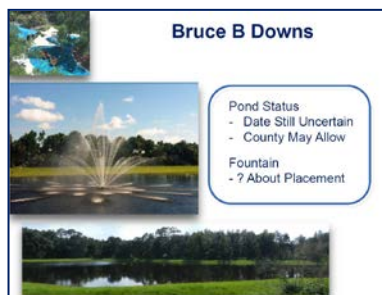 Bruce B Downs
Pond Status
- Date Still Uncertain
- County May Allow
Fountain
- ? About Placement